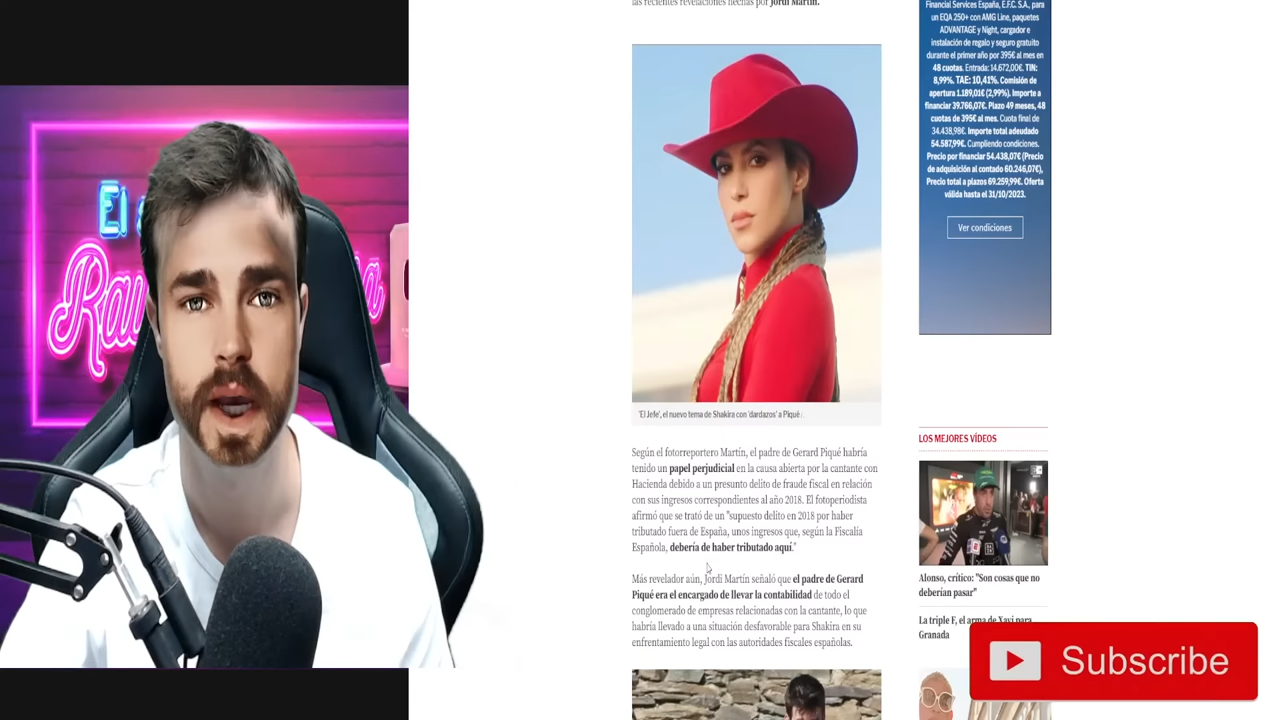 las recientes revelaciones hechas por Jordi Martin.
El
Rau
a
'El Jefe', el nuevo tema de Shakira con 'dardazos' a Piqué.
Según el fotorreportero Martín, el padre de Gerard Piqué habría
tenido un papel perjudicial en la causa abierta por la cantante con
Hacienda debido a un presunto delito de fraude fiscal en relación
con sus ingresos correspondientes al año 2018. El fotoperiodista
afirmó que se trató de un "supuesto delito en 2018 por haber
tributado fuera de España, unos ingresos que, según la Fiscalía
Española, debería de haber tributado aquí."
Más revelador aún, Jordi Martín señaló que el padre de Gerard
Piqué era el encargado de llevar la contabilidad de todo el
conglomerado de empresas relacionadas con la cantante, lo que
habría llevado a una situación desfavorable para Shakira en su
enfrentamiento legal con las autoridades fiscales españolas.
Financial Services España, E.F.C. S.A., para
un EQA 250+ con AMG Line, paquetes
ADVANTAGE y Night, cargador e
instalación de regalo y seguro gratuito
durante el primer año por 395€ al mes en
48 cuotas. Entrada: 14.672,00€. TIN:
8,99%. TAE: 10,41%. Comisión de
apertura 1.189,01€ (2,99%). Importe a
financiar 39.766,07€. Plazo 49 meses, 48
cuotas de 395€ al mes. Cuota final de
34.438,98€. Importe total adeudado
54.587,99€. Cumpliendo condiciones.
Precio por financiar 54.438,07€ (Precio
de adquisición al contado 60.246,07€),
Precio total a plazos 69.259,99€. Oferta
válida hasta el 31/10/2023.
Ver condiciones
LOS MEJORES VÍDEOS
Alonso, crítico: "Son cosas que no
deberían pasar"
La triple F, el arma de Xavi para
Granada
Subscribe